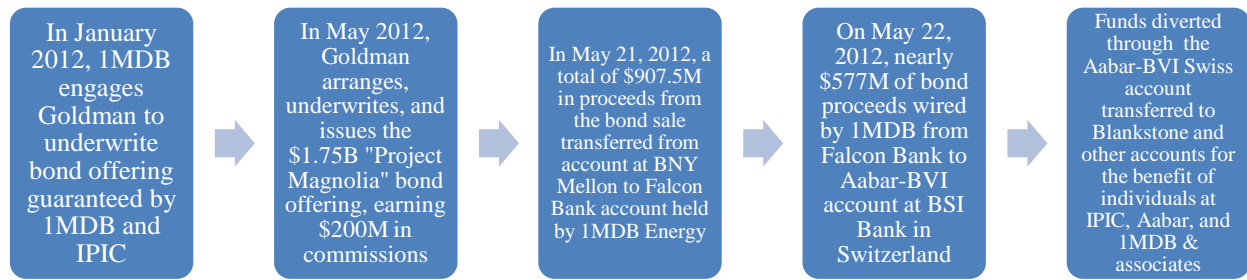 In January
2012, 1MDB
engages
Goldman to
underwrite
bond offering
guaranteed by
1MDB and
IPIC
In May 2012,
Goldman
arranges,
underwrites, and
issues the
$1.75B "Project
Magnolia" bond
offering, earning
$200M in
commissions
In May 21, 2012, a
total of $907.5M
in proceeds from
the bond sale
transferred from
account at BNY
Mellon to Falcon
Bank account held
by 1MDB Energy
On May 22,
2012, nearly
$577M of bond
proceeds wired
by 1MDB from
Falcon Bank to
Aabar-BVI
account at BSI
Bank in
Switzerland
Funds diverted
through the
Aabar-BVI Swiss
account
transferred to
Blankstone and
other accounts for
the benefit of
individuals at
IPIC, Aabar, and
1MDB &
associates